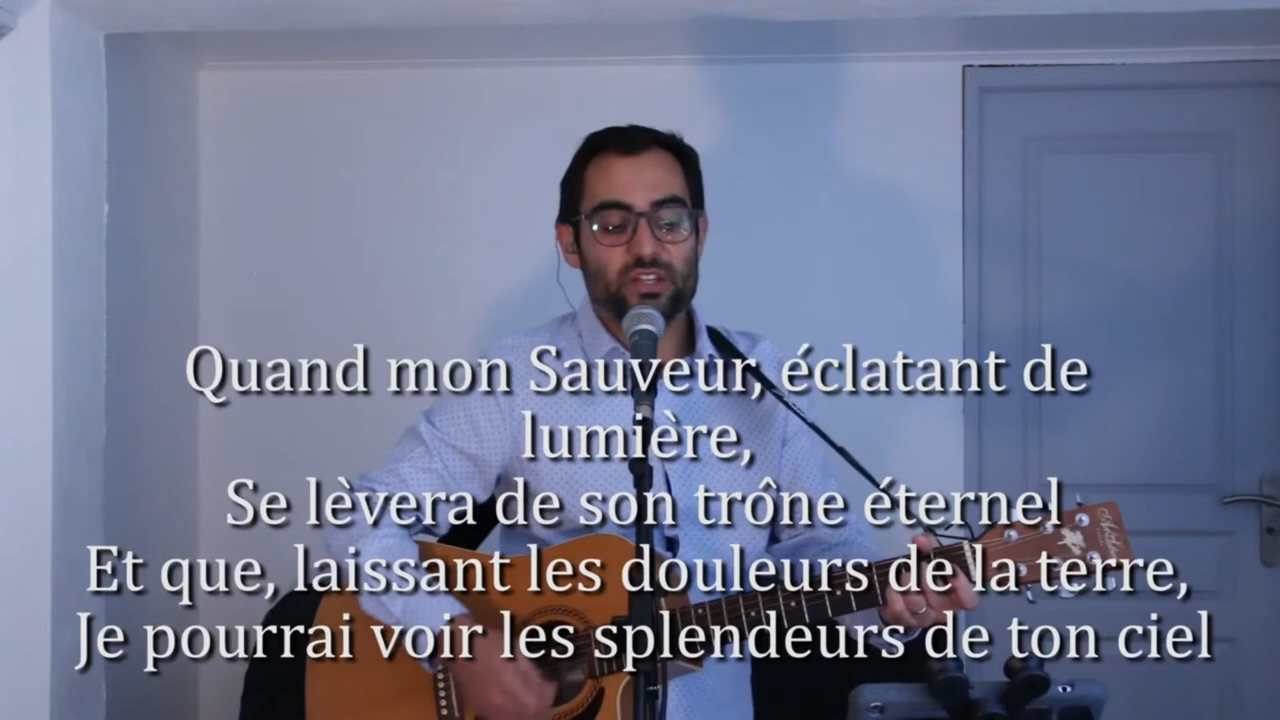 Quand mon Sauveur, éclatant de
lumière,
Se lèvera de son trône éternel
Et que, laissant les douleurs de la terre,
Je pourrai voir les splendeurs de ton ciel